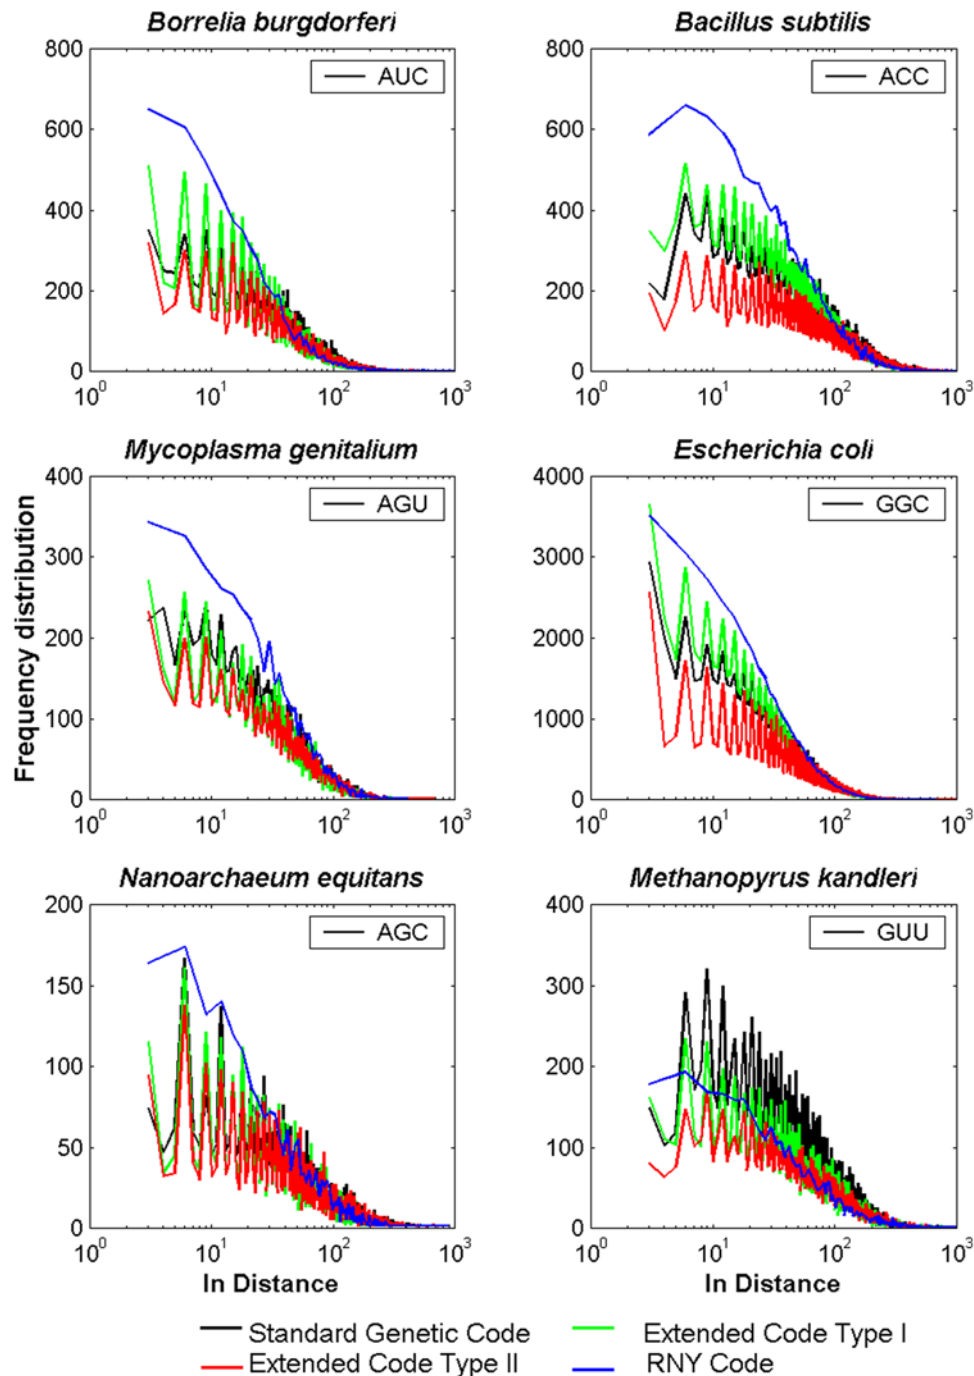 Borrelia burgdorferi
Bacillus subtilis
800
600
400
200
0
10^0 10^1 10^2 10^3
AUC
800
600
400
200
0
10^0 10^1 10^2 10^3
ACC
Mycoplasma genitalium
Escherichia coli
Frequency distribution
400
300
200
100
0
10^0 10^1 10^2 10^3
AGU
4000
3000
2000
1000
0
10^0 10^1 10^2 10^3
GGC
Nanoarchaeum equitans
Methanopyrus kandleri
200
150
100
50
0
10^0 10^1 10^2 10^3
AGC
ln Distance
400
300
200
100
0
10^0 10^1 10^2 10^3
GUU
ln Distance
Standard Genetic Code
Extended Code Type I
Extended Code Type II
RNY Code